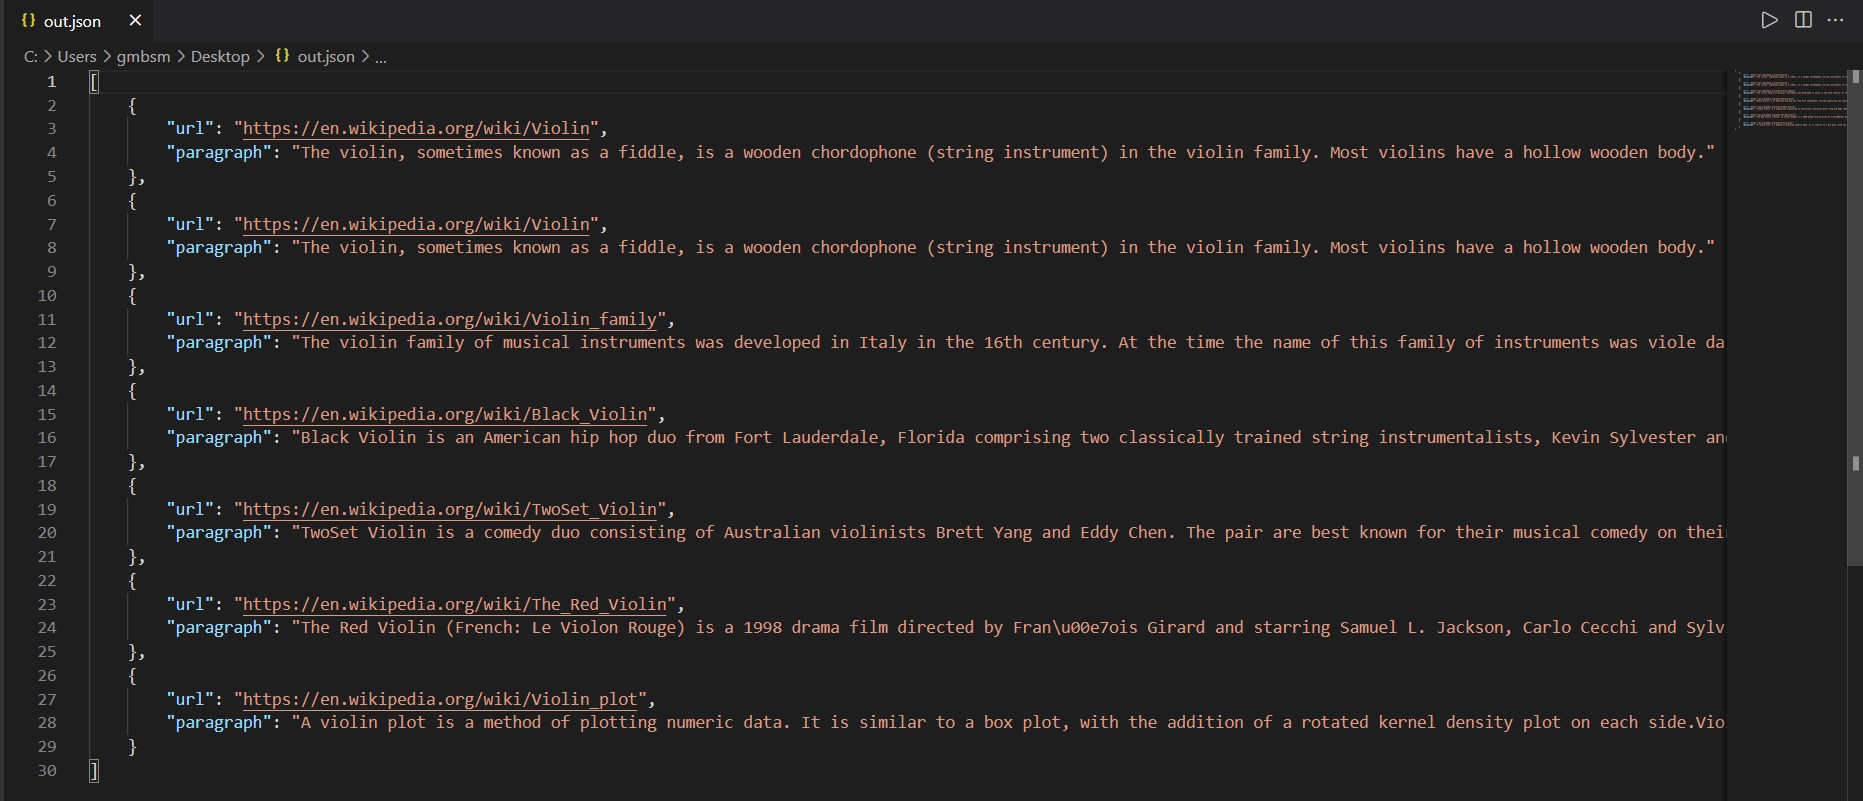 {} out.json ×
C: > Users > gmbsm > Desktop > {} out.json > ...
1 [
2 {
3 "url": "https://en.wikipedia.org/wiki/Violin",
4 "paragraph": "The violin, sometimes known as a fiddle, is a wooden chordophone (string instrument) in the violin family. Most violins have a hollow wooden body."
5 },
6 {
7 "url": "https://en.wikipedia.org/wiki/Violin",
8 "paragraph": "The violin, sometimes known as a fiddle, is a wooden chordophone (string instrument) in the violin family. Most violins have a hollow wooden body."
9 },
10 {
11 "url": "https://en.wikipedia.org/wiki/Violin_family",
12 "paragraph": "The violin family of musical instruments was developed in Italy in the 16th century. At the time the name of this family of instruments was viole da
13 },
14 {
15 "url": "https://en.wikipedia.org/wiki/Black_Violin",
16 "paragraph": "Black Violin is an American hip hop duo from Fort Lauderdale, Florida comprising two classically trained string instrumentalists, Kevin Sylvester an
17 },
18 {
19 "url": "https://en.wikipedia.org/wiki/TwoSet_Violin",
20 "paragraph": "TwoSet Violin is a comedy duo consisting of Australian violinists Brett Yang and Eddy Chen. The pair are best known for their musical comedy on thei
21 },
22 {
23 "url": "https://en.wikipedia.org/wiki/The_Red_Violin",
24 "paragraph": "The Red Violin (French: Le Violon Rouge) is a 1998 drama film directed by Fran\u00e7ois Girard and starring Samuel L. Jackson, Carlo Cecchi and Sylv
25 },
26 {
27 "url": "https://en.wikipedia.org/wiki/Violin_plot",
28 "paragraph": "A violin plot is a method of plotting numeric data. It is similar to a box plot, with the addition of a rotated kernel density plot on each side.Vio
29 }
30 ]